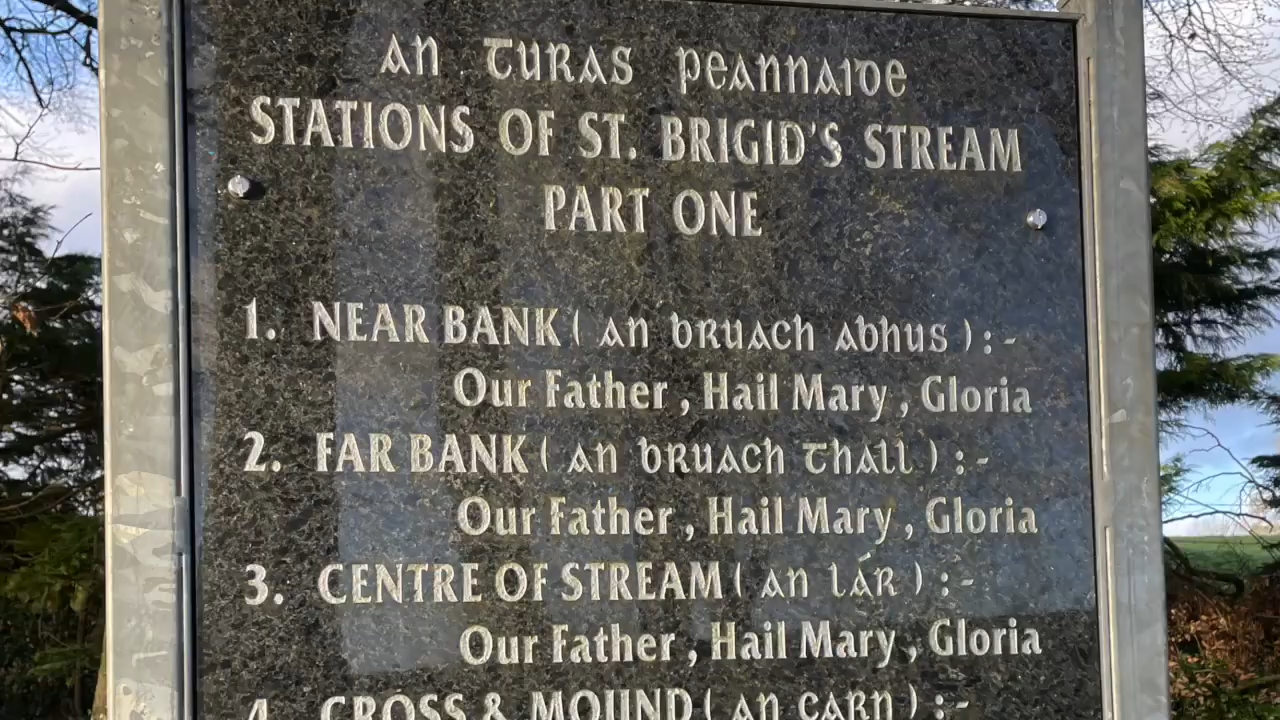 an turas peannaide
STATIONS OF ST. BRIGID'S STREAM
PART ONE
1. NEAR BANK ( an bruach abhus ) :-
Our Father , Hail Mary , Gloria
2. FAR BANK ( an bruach thall ) :-
Our Father , Hail Mary , Gloria
3. CENTRE OF STREAM ( an lár ) :-
Our Father , Hail Mary , Gloria
4. CROSS & MOUND ( an carn ) :-